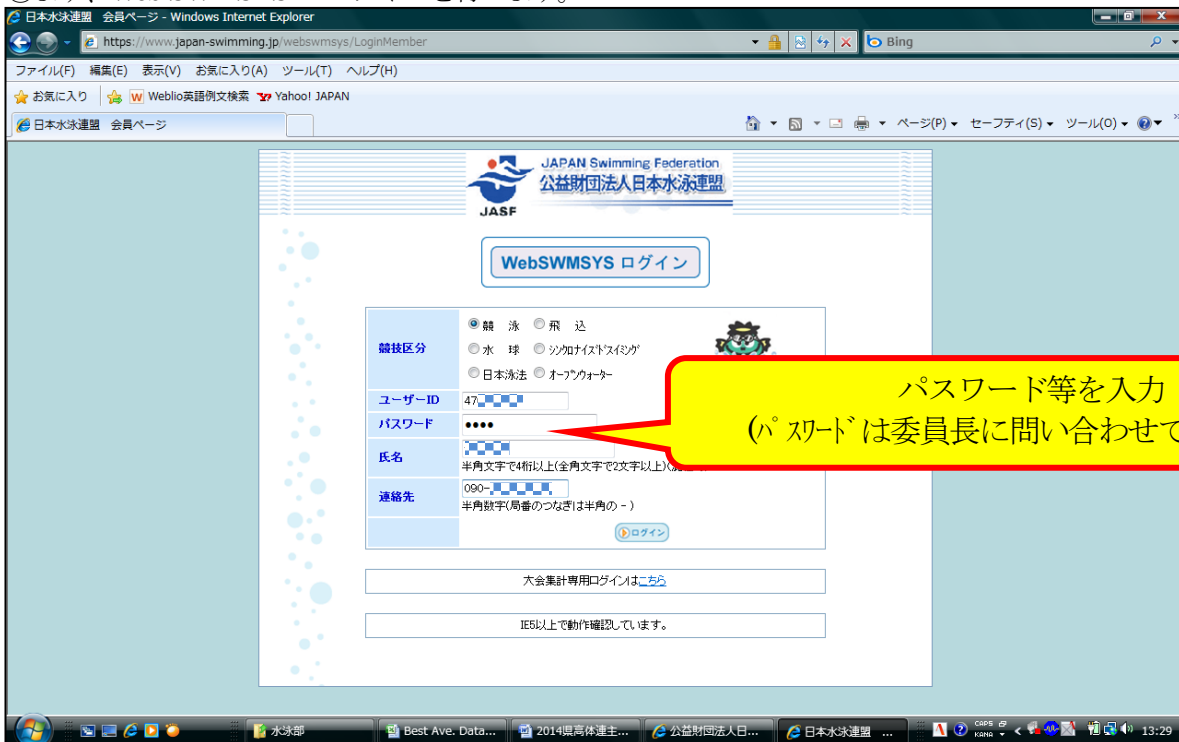 日本水泳連盟 会員ページ - Windows Internet Explorer
https://www.japan-swimming.jp/webswmsys/LoginMember
Bing
ファイル(F) 編集(E) 表示(V) お気に入り(A) ツール(T) ヘルプ(H)
お気に入り Weblio英語例文検索 Yahoo! JAPAN
日本水泳連盟 会員ページ
ページ(P) セーフティ(S) ツール(O)
JAPAN Swimming Federation
公益財団法人日本水泳連盟
JASF
WebSWMSYS ログイン
競技区分
競 泳 飛 込
水 球 シンクロナイズドスイミング
日本泳法 オープンウォーター
ユーザーID 47
パスワード ••••
パスワード等を入力
(パスワードは委員長に問い合わせて
氏名
半角文字で4桁以上(全角文字で2文字以上)
連絡先 090-
半角数字(局番のつなぎは半角の - )
ログイン
大会集計専用ログインはこちら
IE5以上で動作確認しています。
水泳部 Best Ave. Data... 2014県高体連主... 公益財団法人日... 日本水泳連盟 ... A CAPS KANA 13:29